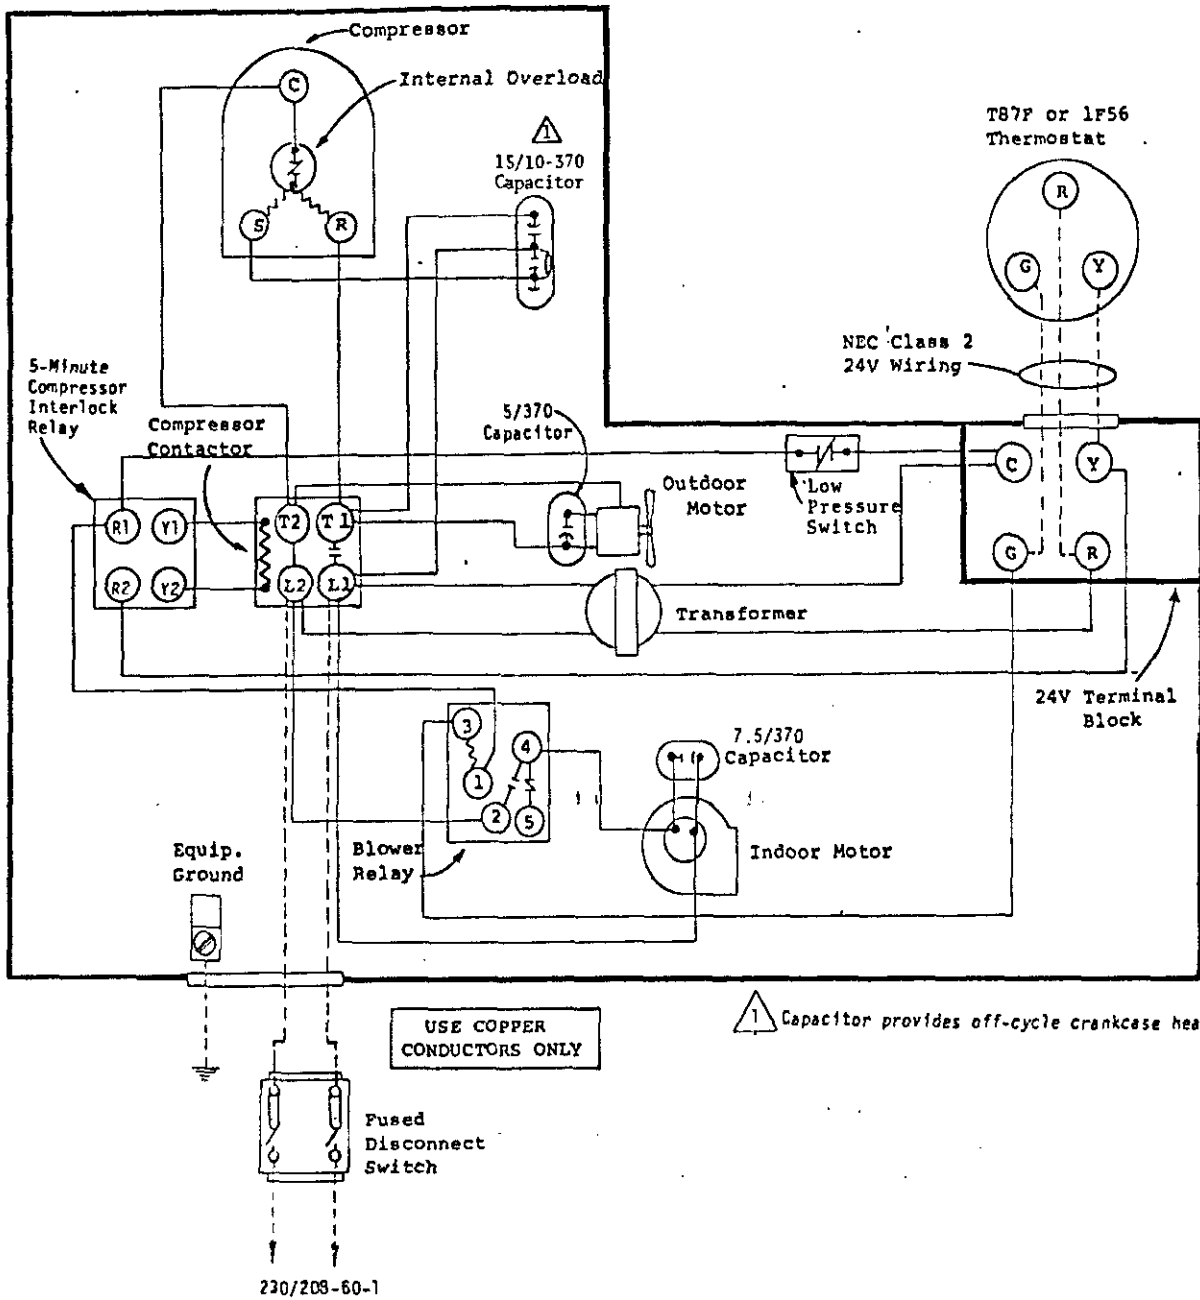 Compressor
C
Internal Overload
S
R
1
15/10-370
Capacitor
T87F or 1F56
Thermostat
R
G
Y
NEC Class 2
24V Wiring
5-Minute
Compressor
Interlock
Relay
Compressor
Contactor
5/370
Capacitor
Outdoor
Motor
Low
Pressure
Switch
C
Y
G
R
R1
Y1
R2
Y2
T2
T1
L2
L1
Transformer
24V Terminal
Block
3
4
1
2
5
7.5/370
Capacitor
Blower
Relay
Indoor Motor
Equip.
Ground
USE COPPER
CONDUCTORS ONLY
1
Capacitor provides off-cycle crankcase hea
Fused
Disconnect
Switch
230/208-60-1